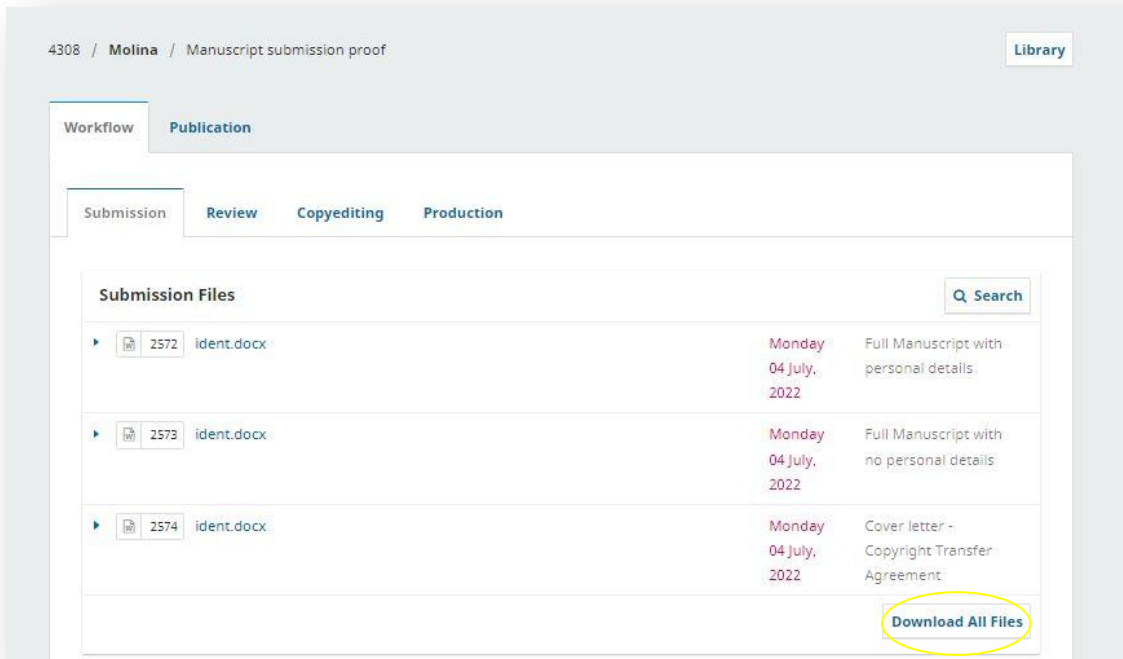 4308 / Molina / Manuscript submission proof
Library
Workflow Publication
Submission Review Copyediting Production
Submission Files
Search
2572 ident.docx
Monday
04 July,
2022
Full Manuscript with
personal details
2573 ident.docx
Monday
04 July,
2022
Full Manuscript with
no personal details
2574 ident.docx
Monday
04 July,
2022
Cover letter -
Copyright Transfer
Agreement
Download All Files